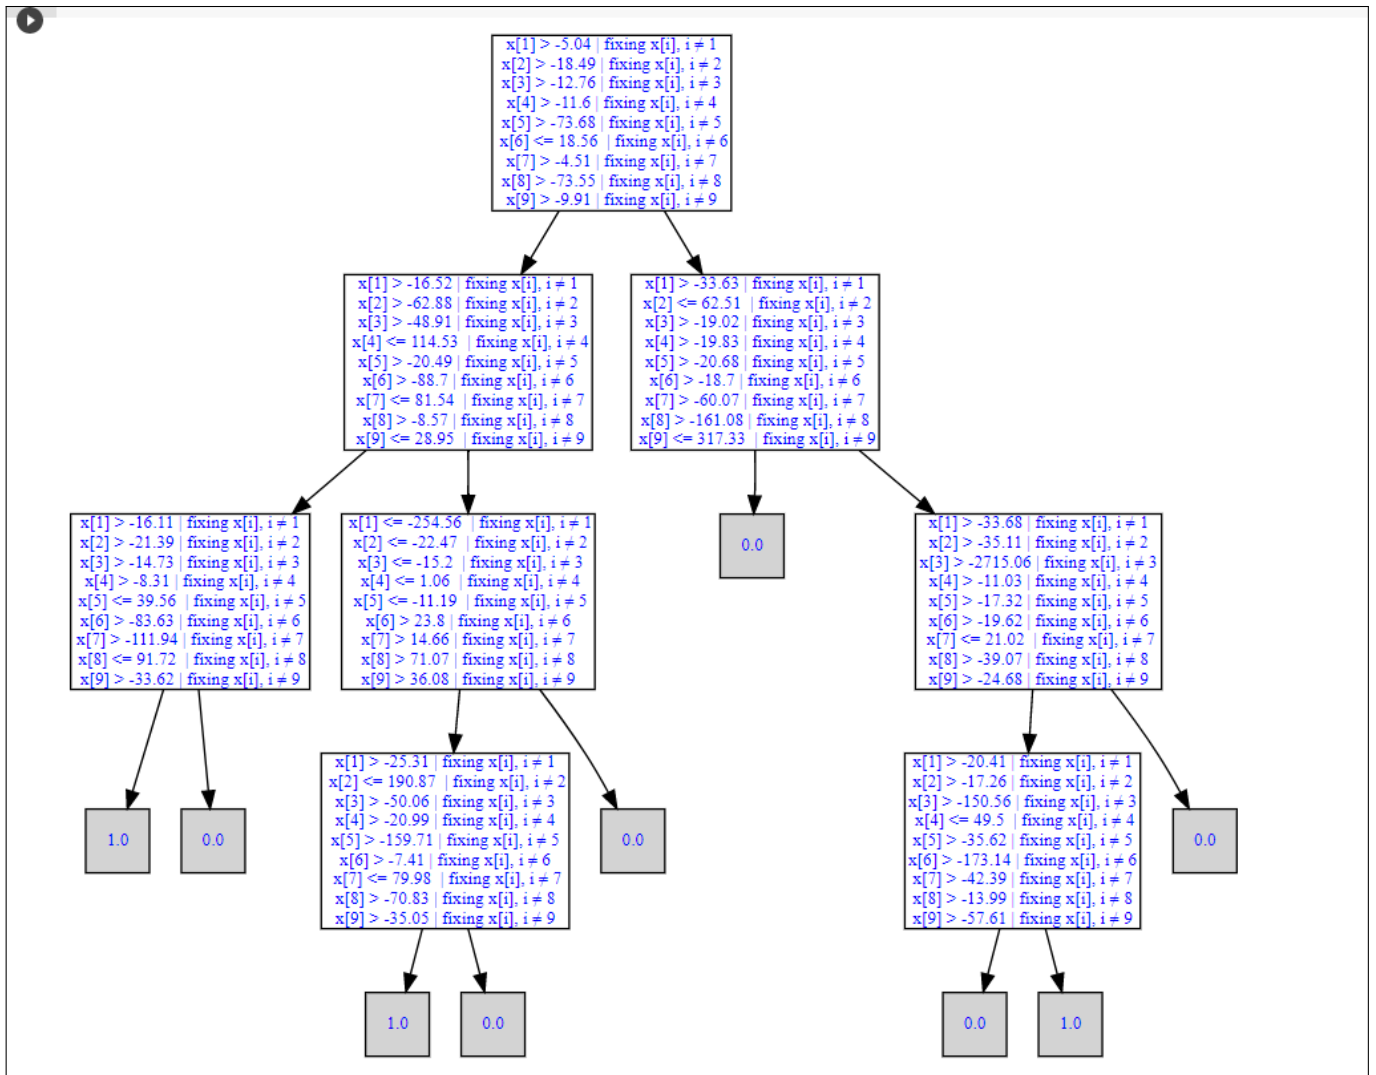 x[1] > -5.04 | fixing x[i], i ≠ 1
x[2] > -18.49 | fixing x[i], i ≠ 2
x[3] > -12.76 | fixing x[i], i ≠ 3
x[4] > -11.6 | fixing x[i], i ≠ 4
x[5] > -73.68 | fixing x[i], i ≠ 5
x[6] <= 18.56 | fixing x[i], i ≠ 6
x[7] > -4.51 | fixing x[i], i ≠ 7
x[8] > -73.55 | fixing x[i], i ≠ 8
x[9] > -9.91 | fixing x[i], i ≠ 9
x[1] > -16.52 | fixing x[i], i ≠ 1
x[2] > -62.88 | fixing x[i], i ≠ 2
x[3] > -48.91 | fixing x[i], i ≠ 3
x[4] <= 114.53 | fixing x[i], i ≠ 4
x[5] > -20.49 | fixing x[i], i ≠ 5
x[6] > -88.7 | fixing x[i], i ≠ 6
x[7] <= 81.54 | fixing x[i], i ≠ 7
x[8] > -8.57 | fixing x[i], i ≠ 8
x[9] <= 28.95 | fixing x[i], i ≠ 9
x[1] > -33.63 | fixing x[i], i ≠ 1
x[2] <= 62.51 | fixing x[i], i ≠ 2
x[3] > -19.02 | fixing x[i], i ≠ 3
x[4] > -19.83 | fixing x[i], i ≠ 4
x[5] > -20.68 | fixing x[i], i ≠ 5
x[6] > -18.7 | fixing x[i], i ≠ 6
x[7] > -60.07 | fixing x[i], i ≠ 7
x[8] > -161.08 | fixing x[i], i ≠ 8
x[9] <= 317.33 | fixing x[i], i ≠ 9
x[1] > -16.11 | fixing x[i], i ≠ 1
x[2] > -21.39 | fixing x[i], i ≠ 2
x[3] > -14.73 | fixing x[i], i ≠ 3
x[4] > -8.31 | fixing x[i], i ≠ 4
x[5] <= 39.56 | fixing x[i], i ≠ 5
x[6] > -83.63 | fixing x[i], i ≠ 6
x[7] > -111.94 | fixing x[i], i ≠ 7
x[8] <= 91.72 | fixing x[i], i ≠ 8
x[9] > -33.62 | fixing x[i], i ≠ 9
x[1] <= -254.56 | fixing x[i], i ≠ 1
x[2] <= -22.47 | fixing x[i], i ≠ 2
x[3] <= -15.2 | fixing x[i], i ≠ 3
x[4] <= 1.06 | fixing x[i], i ≠ 4
x[5] <= -11.19 | fixing x[i], i ≠ 5
x[6] > 23.8 | fixing x[i], i ≠ 6
x[7] > 14.66 | fixing x[i], i ≠ 7
x[8] > 71.07 | fixing x[i], i ≠ 8
x[9] > 36.08 | fixing x[i], i ≠ 9
0.0
x[1] > -33.68 | fixing x[i], i ≠ 1
x[2] > -35.11 | fixing x[i], i ≠ 2
x[3] > -2715.06 | fixing x[i], i ≠ 3
x[4] > -11.03 | fixing x[i], i ≠ 4
x[5] > -17.32 | fixing x[i], i ≠ 5
x[6] > -19.62 | fixing x[i], i ≠ 6
x[7] <= 21.02 | fixing x[i], i ≠ 7
x[8] > -39.07 | fixing x[i], i ≠ 8
x[9] > -24.68 | fixing x[i], i ≠ 9
1.0
0.0
x[1] > -25.31 | fixing x[i], i ≠ 1
x[2] <= 190.87 | fixing x[i], i ≠ 2
x[3] > -50.06 | fixing x[i], i ≠ 3
x[4] > -20.99 | fixing x[i], i ≠ 4
x[5] > -159.71 | fixing x[i], i ≠ 5
x[6] > -7.41 | fixing x[i], i ≠ 6
x[7] <= 79.98 | fixing x[i], i ≠ 7
x[8] > -70.83 | fixing x[i], i ≠ 8
x[9] > -35.05 | fixing x[i], i ≠ 9
0.0
x[1] > -20.41 | fixing x[i], i ≠ 1
x[2] > -17.26 | fixing x[i], i ≠ 2
x[3] > -150.56 | fixing x[i], i ≠ 3
x[4] <= 49.5 | fixing x[i], i ≠ 4
x[5] > -35.62 | fixing x[i], i ≠ 5
x[6] > -173.14 | fixing x[i], i ≠ 6
x[7] > -42.39 | fixing x[i], i ≠ 7
x[8] > -13.99 | fixing x[i], i ≠ 8
x[9] > -57.61 | fixing x[i], i ≠ 9
0.0
1.0
0.0
0.0
1.0